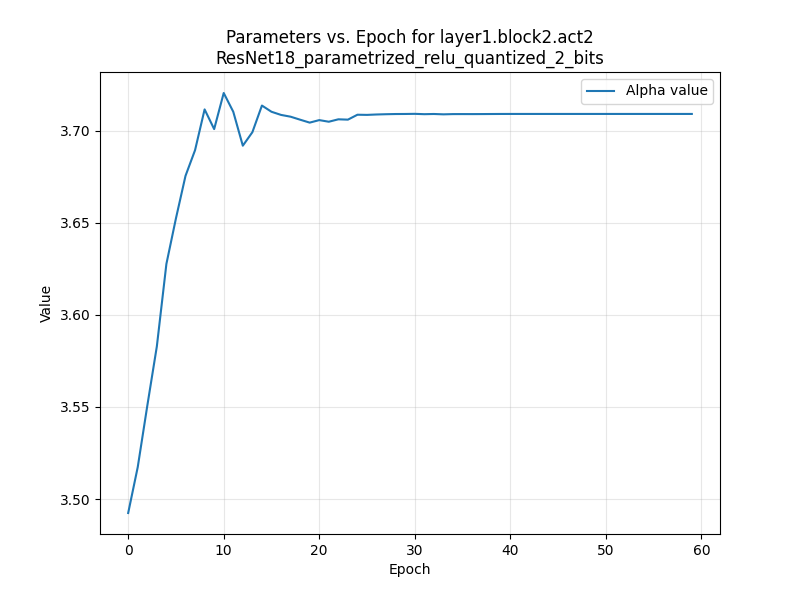 Parameters vs. Epoch for layer1.block2.act2
ResNet18_parametrized_relu_quantized_2_bits
Alpha value
3.70
3.65
3.60
3.55
3.50
Value
0 10 20 30 40 50 60
Epoch